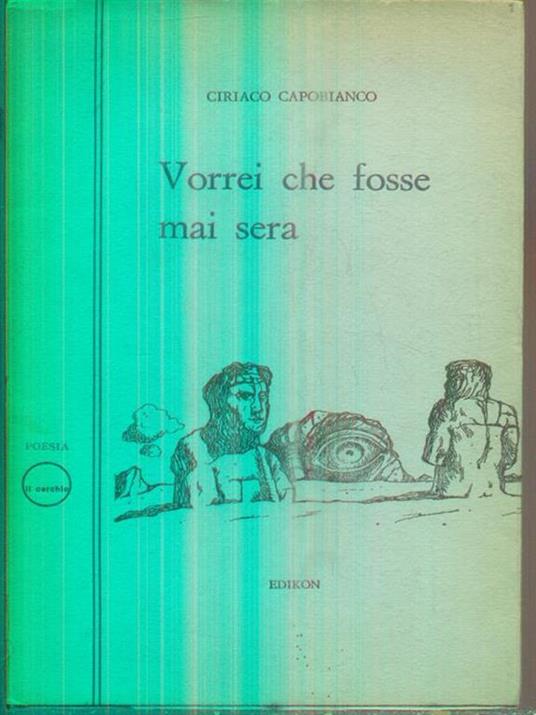 CIRIACO CAPOBIANCO
Vorrei che fosse
mai sera
POESIA
il cerchio
EDIKON